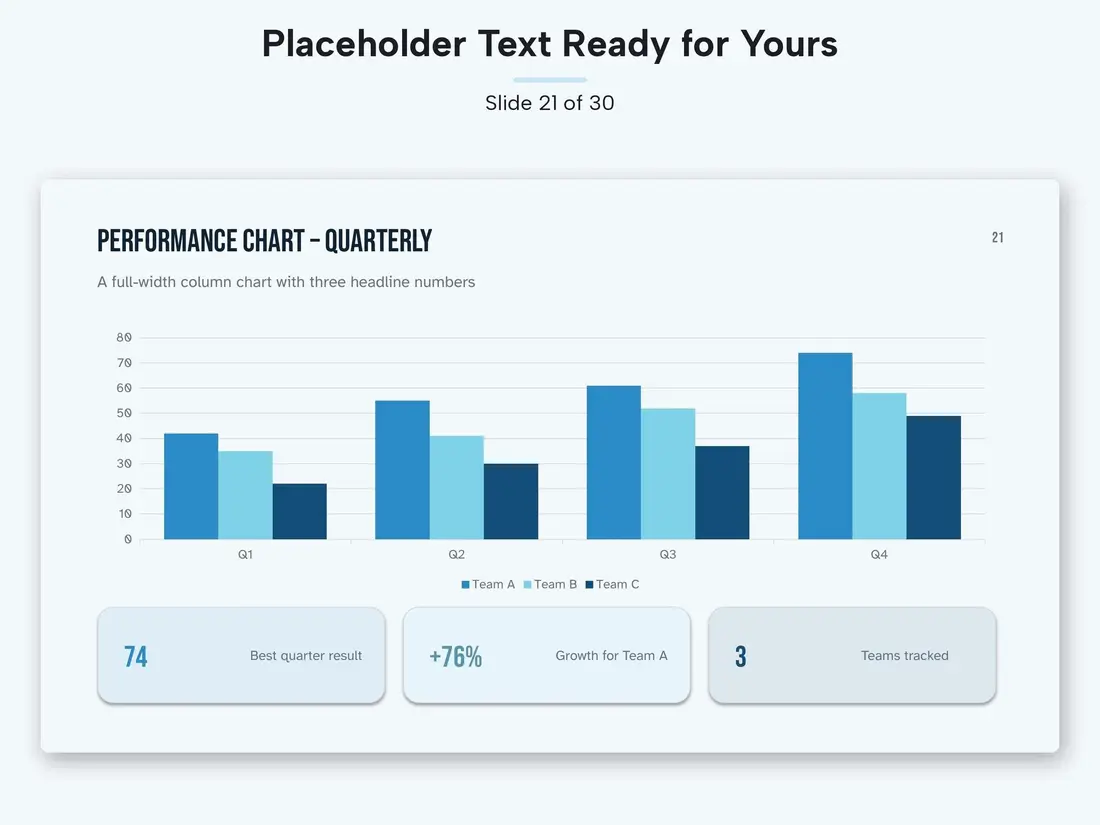 Placeholder Text Ready for Yours
Slide 21 of 30
PERFORMANCE CHART – QUARTERLY
21
A full-width column chart with three headline numbers
80
70
60
50
40
30
20
10
0
Q1 Q2 Q3 Q4
Team A Team B Team C
74 Best quarter result
+76% Growth for Team A
3 Teams tracked